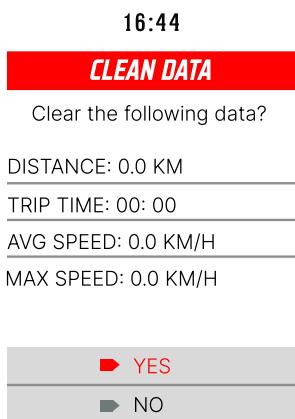 16:44
CLEAN DATA
Clear the following data?
DISTANCE: 0.0 KM
TRIP TIME: 00: 00
AVG SPEED: 0.0 KM/H
MAX SPEED: 0.0 KM/H
YES
NO